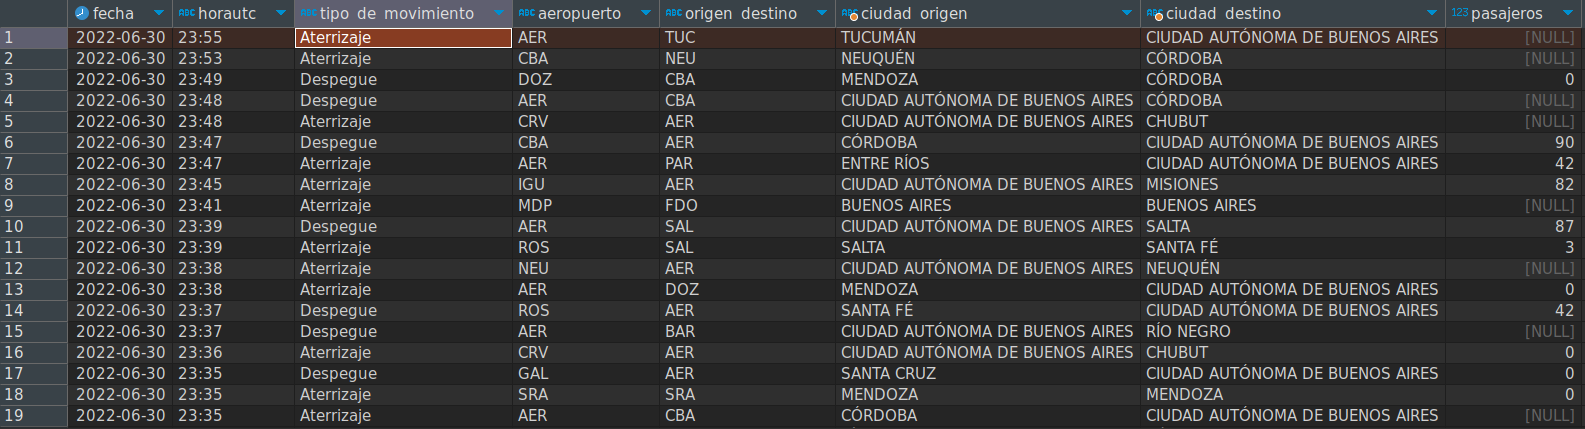 fecha horautc tipo_de_movimiento aeropuerto origen_destino ciudad_origen ciudad_destino 123 pasajeros
1 2022-06-30 23:55 Aterrizaje AER TUC TUCUMÁN CIUDAD AUTÓNOMA DE BUENOS AIRES [NULL]
2 2022-06-30 23:53 Aterrizaje CBA NEU NEUQUÉN CÓRDOBA [NULL]
3 2022-06-30 23:49 Despegue DOZ CBA MENDOZA CÓRDOBA 0
4 2022-06-30 23:48 Despegue AER CBA CIUDAD AUTÓNOMA DE BUENOS AIRES CÓRDOBA [NULL]
5 2022-06-30 23:48 Aterrizaje CRV AER CIUDAD AUTÓNOMA DE BUENOS AIRES CHUBUT [NULL]
6 2022-06-30 23:47 Despegue CBA AER CÓRDOBA CIUDAD AUTÓNOMA DE BUENOS AIRES 90
7 2022-06-30 23:47 Aterrizaje AER PAR ENTRE RÍOS CIUDAD AUTÓNOMA DE BUENOS AIRES 42
8 2022-06-30 23:45 Aterrizaje IGU AER CIUDAD AUTÓNOMA DE BUENOS AIRES MISIONES 82
9 2022-06-30 23:41 Aterrizaje MDP FDO BUENOS AIRES BUENOS AIRES [NULL]
10 2022-06-30 23:39 Despegue AER SAL CIUDAD AUTÓNOMA DE BUENOS AIRES SALTA 87
11 2022-06-30 23:39 Aterrizaje ROS SAL SALTA SANTA FÉ 3
12 2022-06-30 23:38 Aterrizaje NEU AER CIUDAD AUTÓNOMA DE BUENOS AIRES NEUQUÉN [NULL]
13 2022-06-30 23:38 Aterrizaje AER DOZ MENDOZA CIUDAD AUTÓNOMA DE BUENOS AIRES 0
14 2022-06-30 23:37 Despegue ROS AER SANTA FÉ CIUDAD AUTÓNOMA DE BUENOS AIRES 42
15 2022-06-30 23:37 Despegue AER BAR CIUDAD AUTÓNOMA DE BUENOS AIRES RÍO NEGRO [NULL]
16 2022-06-30 23:36 Aterrizaje CRV AER CIUDAD AUTÓNOMA DE BUENOS AIRES CHUBUT 0
17 2022-06-30 23:35 Despegue GAL AER SANTA CRUZ CIUDAD AUTÓNOMA DE BUENOS AIRES 0
18 2022-06-30 23:35 Aterrizaje SRA SRA MENDOZA MENDOZA 0
19 2022-06-30 23:35 Aterrizaje AER CBA CÓRDOBA CIUDAD AUTÓNOMA DE BUENOS AIRES [NULL]